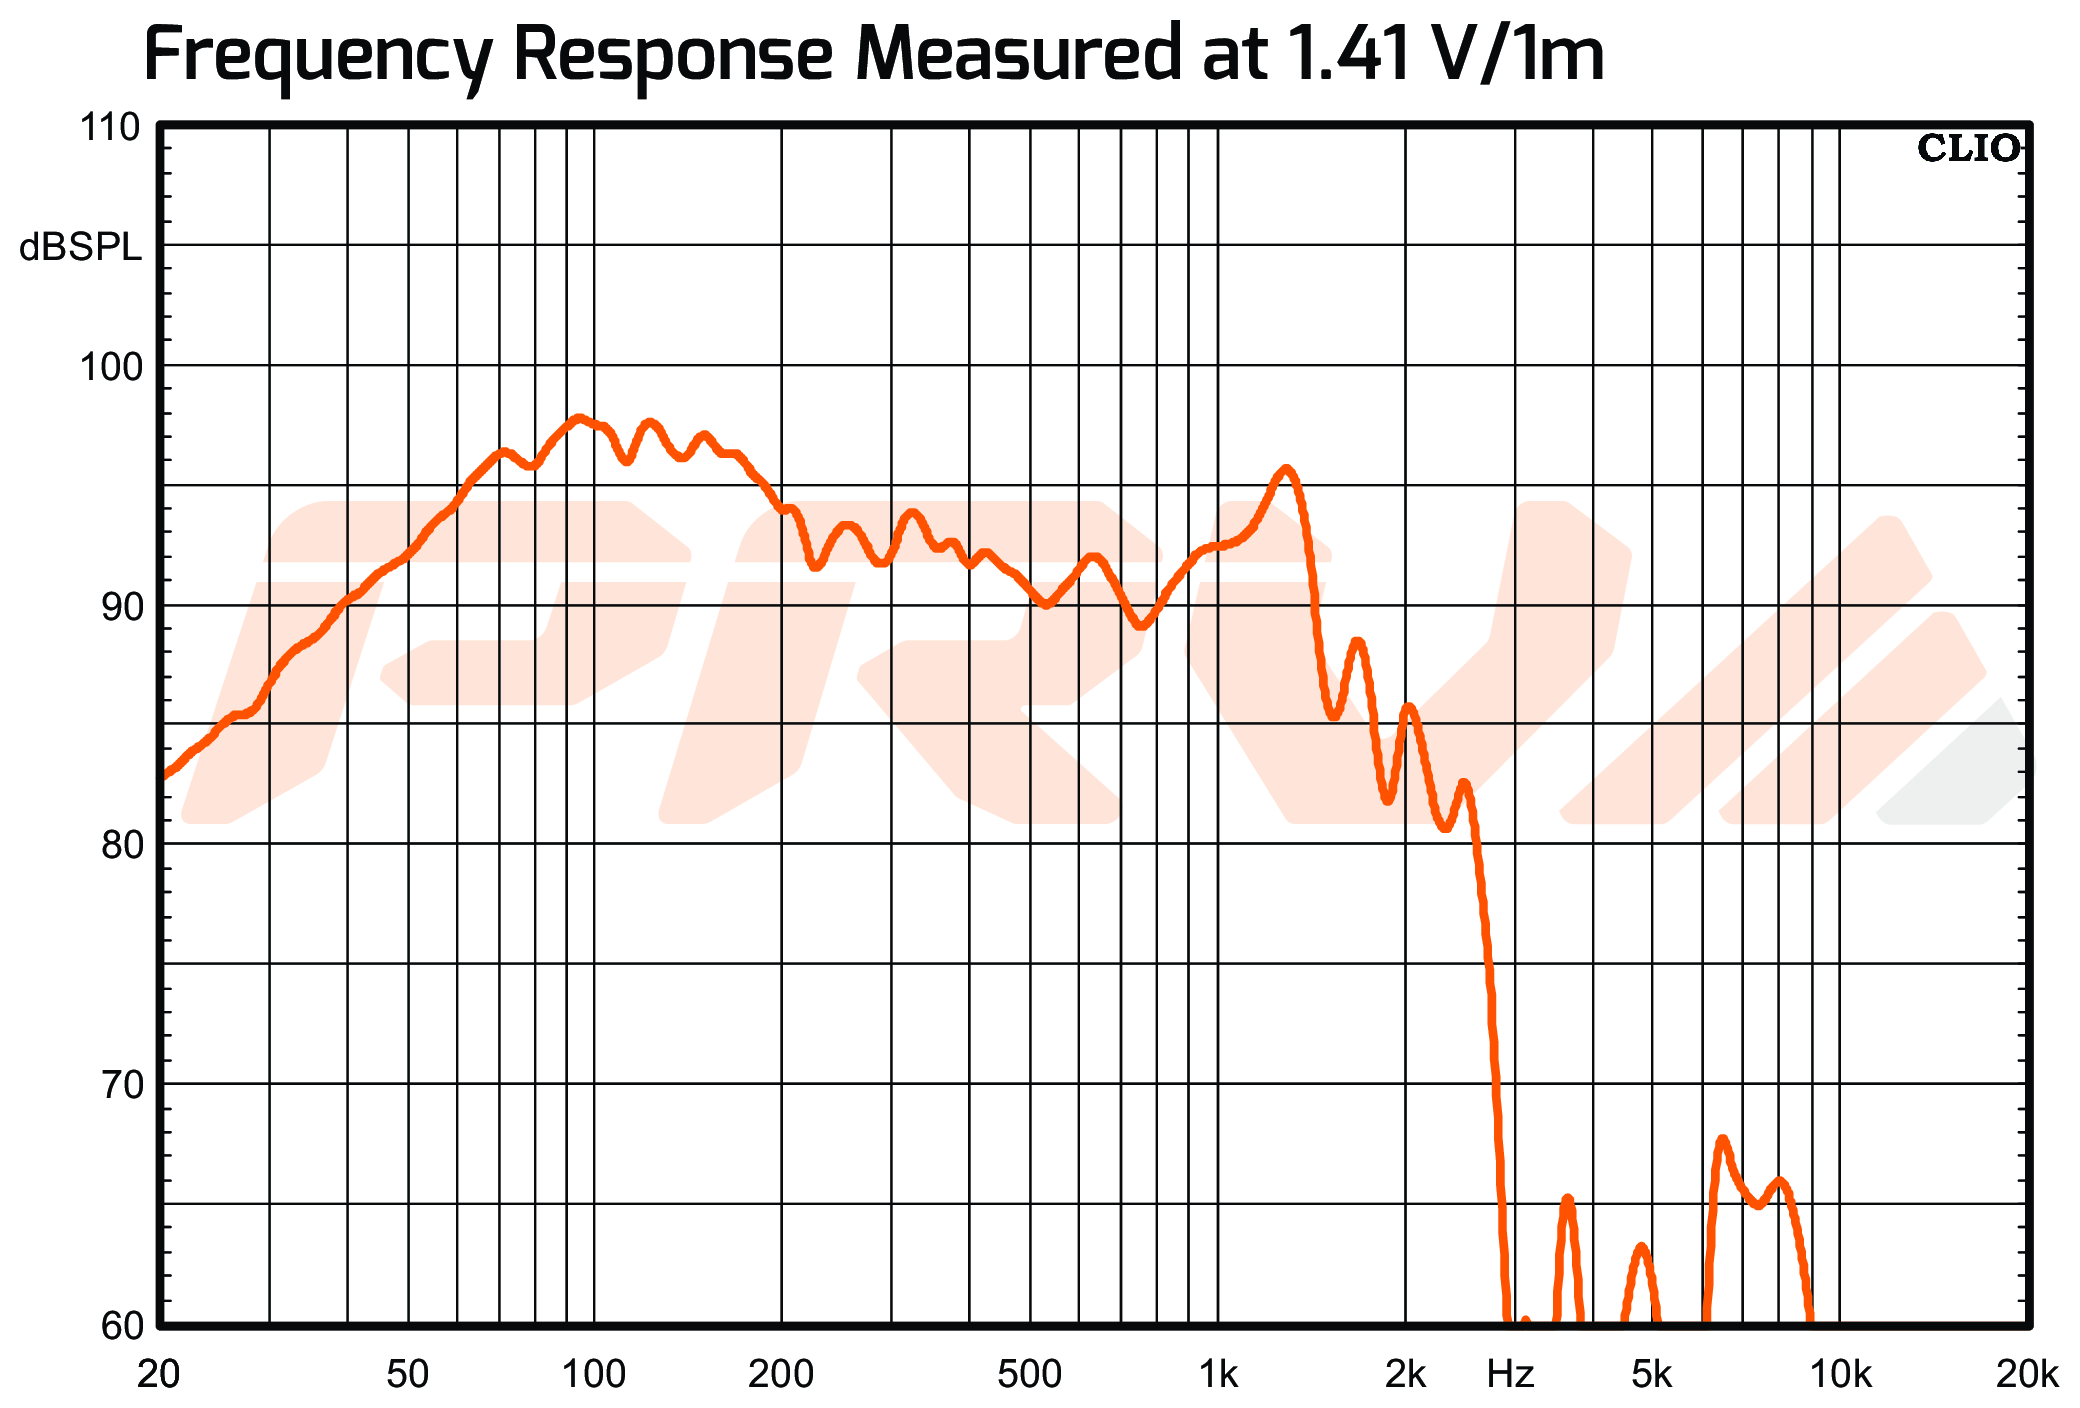 Frequency Response Measured at 1.41 V/1m
110
CLIO
dBSPL
100
90
PRV
80
70
60
20 50 100 200 500 1k 2k Hz 5k 10k 20k